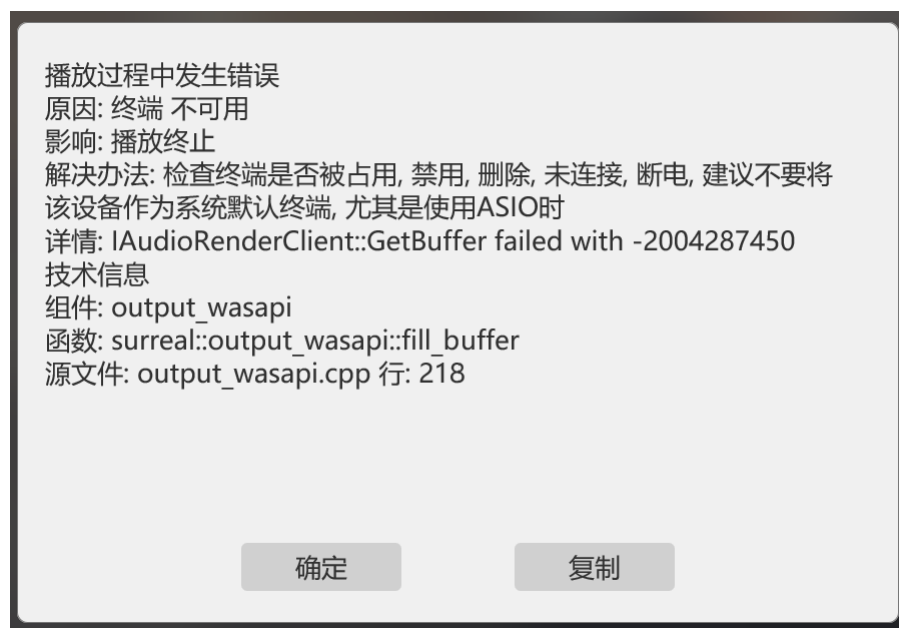 播放过程中发生错误
原因: 终端 不可用
影响: 播放终止
解决办法: 检查终端是否被占用, 禁用, 删除, 未连接, 断电, 建议不要将
该设备作为系统默认终端, 尤其是使用ASIO时
详情: IAudioRenderClient::GetBuffer failed with -2004287450
技术信息
组件: output_wasapi
函数: surreal::output_wasapi::fill_buffer
源文件: output_wasapi.cpp 行: 218
确定
复制